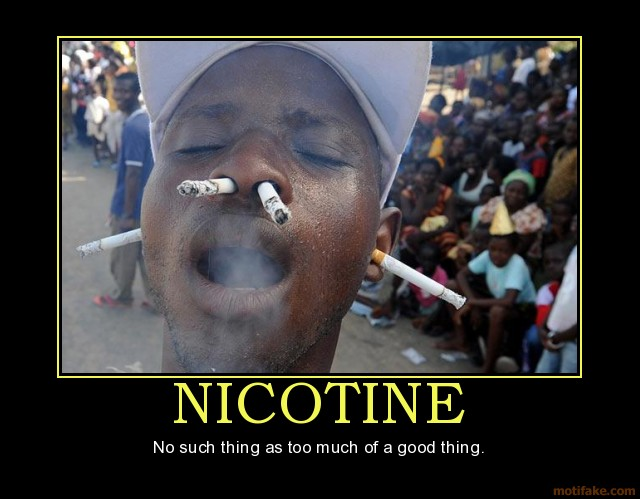 NICOTINE
No such thing as too much of a good thing.
motifake.com